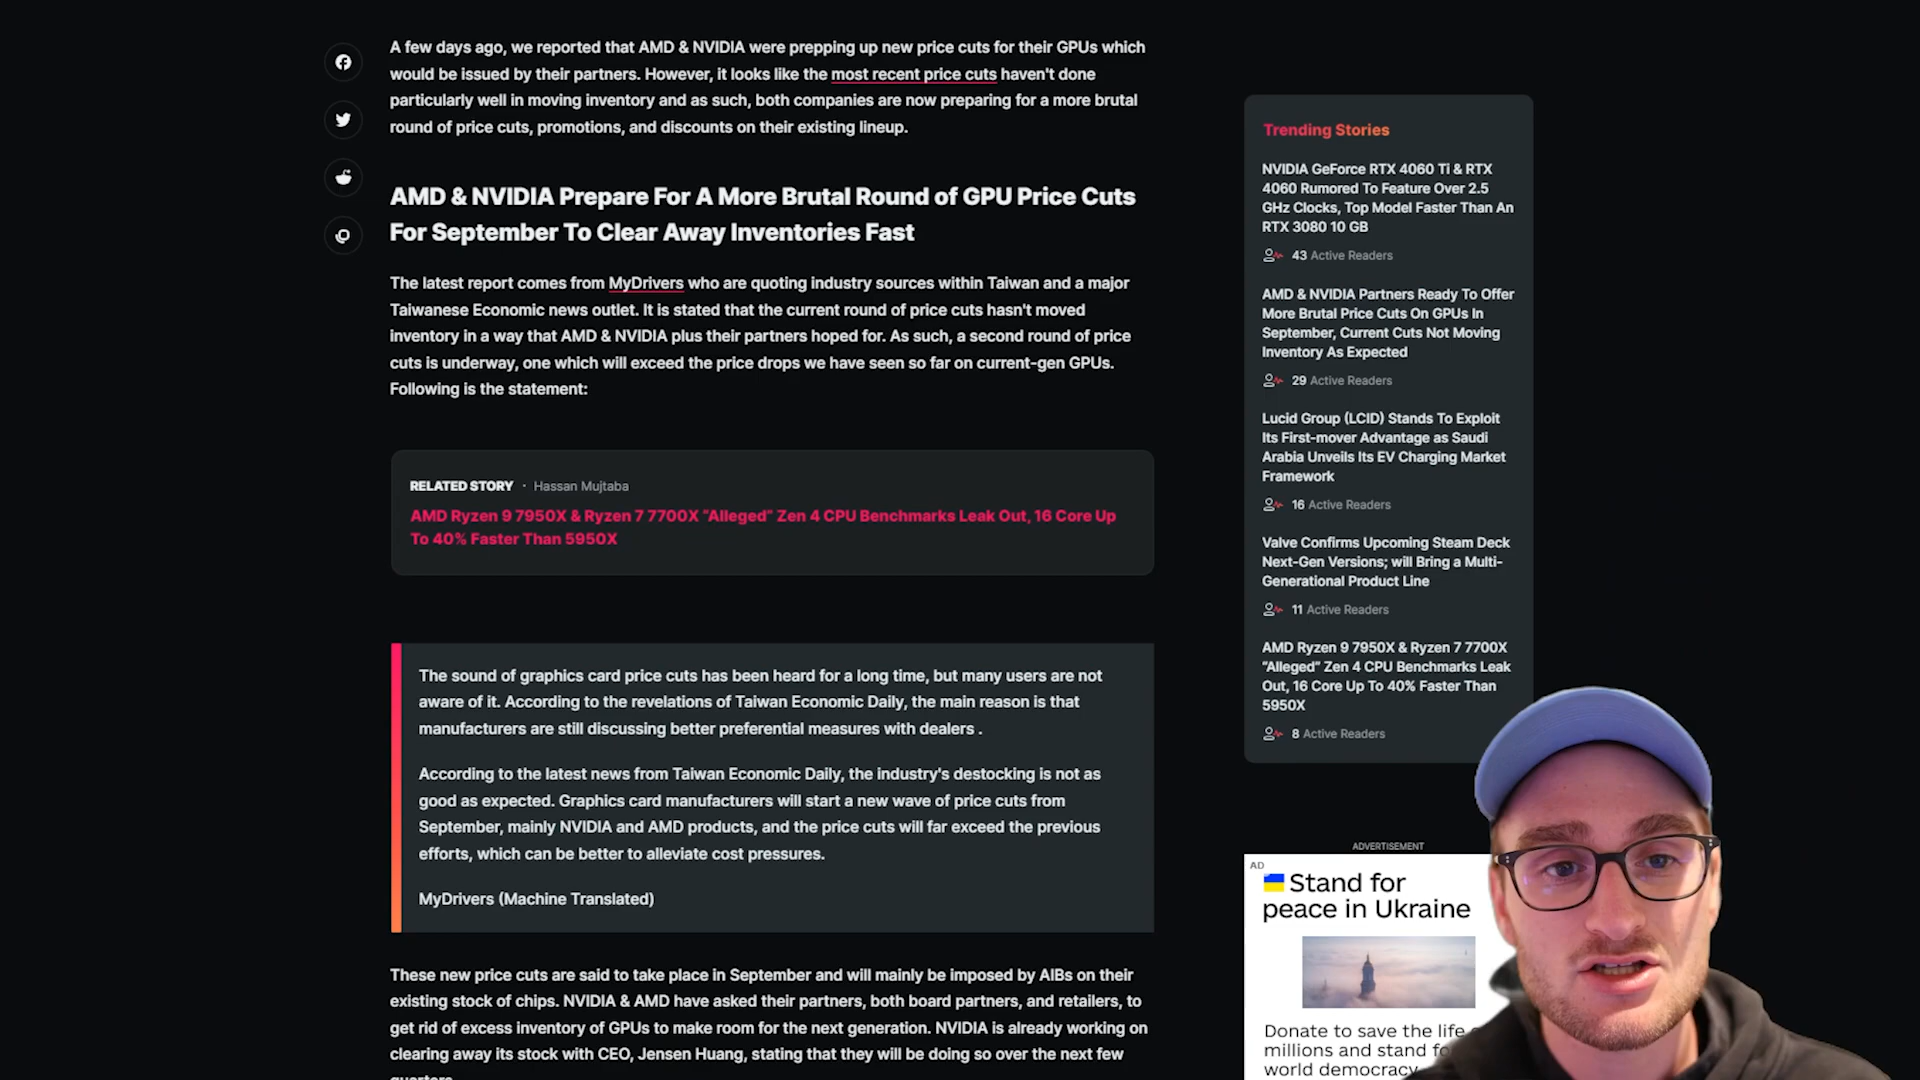 A few days ago, we reported that AMD & NVIDIA were prepping up new price cuts for their GPUs which
would be issued by their partners. However, it looks like the most recent price cuts haven't done
particularly well in moving inventory and as such, both companies are now preparing for a more brutal
round of price cuts, promotions, and discounts on their existing lineup.
AMD & NVIDIA Prepare For A More Brutal Round of GPU Price Cuts
For September To Clear Away Inventories Fast
The latest report comes from MyDrivers who are quoting industry sources within Taiwan and a major
Taiwanese Economic news outlet. It is stated that the current round of price cuts hasn't moved
inventory in a way that AMD & NVIDIA plus their partners hoped for. As such, a second round of price
cuts is underway, one which will exceed the price drops we have seen so far on current-gen GPUs.
Following is the statement:
RELATED STORY · Hassan Mujtaba
AMD Ryzen 9 7950X & Ryzen 7 7700X “Alleged” Zen 4 CPU Benchmarks Leak Out, 16 Core Up
To 40% Faster Than 5950X
The sound of graphics card price cuts has been heard for a long time, but many users are not
aware of it. According to the revelations of Taiwan Economic Daily, the main reason is that
manufacturers are still discussing better preferential measures with dealers .
According to the latest news from Taiwan Economic Daily, the industry's destocking is not as
good as expected. Graphics card manufacturers will start a new wave of price cuts from
September, mainly NVIDIA and AMD products, and the price cuts will far exceed the previous
efforts, which can be better to alleviate cost pressures.
MyDrivers (Machine Translated)
These new price cuts are said to take place in September and will mainly be imposed by AIBs on their
existing stock of chips. NVIDIA & AMD have asked their partners, both board partners, and retailers, to
get rid of excess inventory of GPUs to make room for the next generation. NVIDIA is already working on
clearing away its stock with CEO, Jensen Huang, stating that they will be doing so over the next few
quarters.
Trending Stories
NVIDIA GeForce RTX 4060 Ti & RTX
4060 Rumored To Feature Over 2.5
GHz Clocks, Top Model Faster Than An
RTX 3080 10 GB
43 Active Readers
AMD & NVIDIA Partners Ready To Offer
More Brutal Price Cuts On GPUs In
September, Current Cuts Not Moving
Inventory As Expected
29 Active Readers
Lucid Group (LCID) Stands To Exploit
Its First-mover Advantage as Saudi
Arabia Unveils Its EV Charging Market
Framework
16 Active Readers
Valve Confirms Upcoming Steam Deck
Next-Gen Versions; will Bring a Multi-
Generational Product Line
11 Active Readers
AMD Ryzen 9 7950X & Ryzen 7 7700X
“Alleged” Zen 4 CPU Benchmarks Leak
Out, 16 Core Up To 40% Faster Than
5950X
8 Active Readers
ADVERTISEMENT
AD
Stand for
peace in Ukraine
Donate to save the life
millions and stand
world democracy